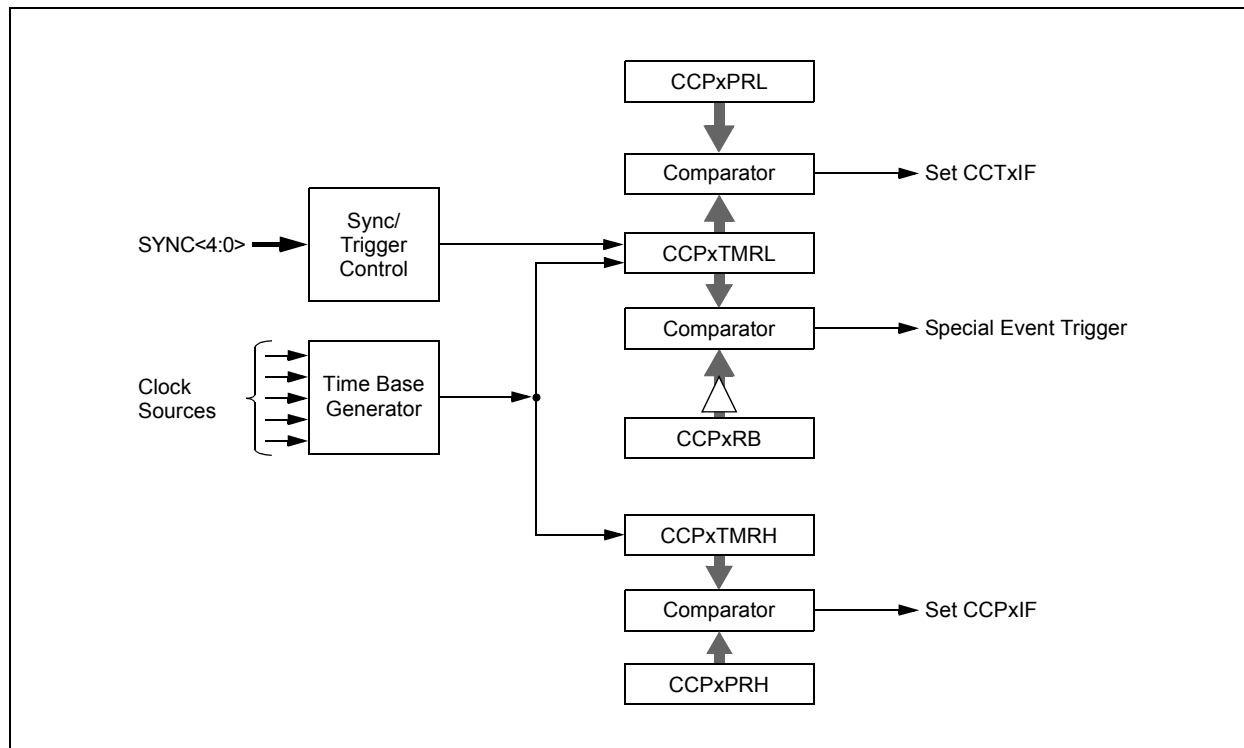 CCPxPRL
Comparator
Set CCTxIF
SYNC<4:0>
Sync/
Trigger
Control
CCPxTMRL
Comparator
Special Event Trigger
Clock
Sources
Time Base
Generator
CCPxRB
CCPxTMRH
Comparator
Set CCPxIF
CCPxPRH